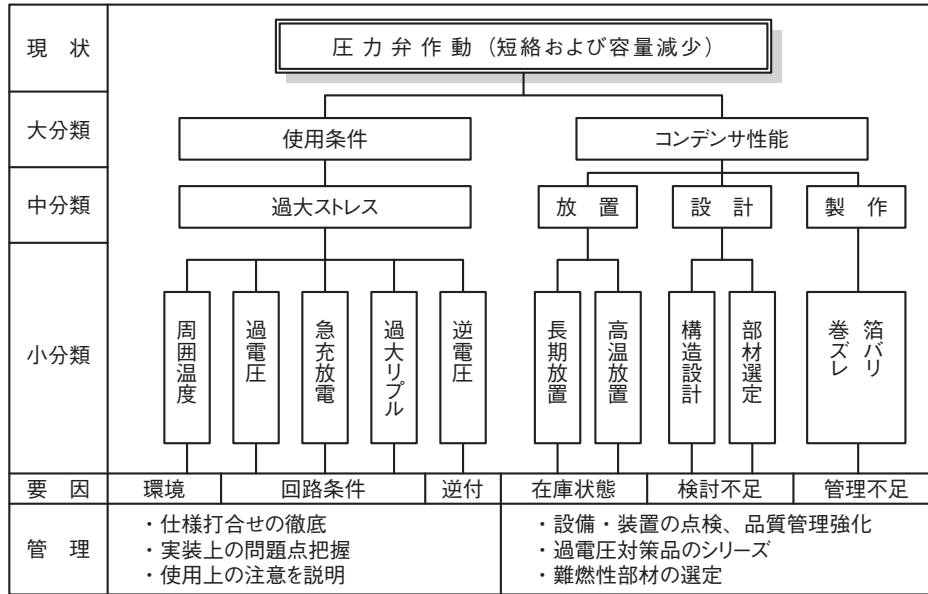 現 状
圧 力 弁 作 動 (短絡および容量減少)
大分類
使用条件
コンデンサ性能
中分類
過大ストレス
放 置
設 計
製 作
小分類
周囲温度
過電圧
急充放電
過大リプル
逆電圧
長期放置
高温放置
構造設計
部材選定
箔バリ
巻ズレ
要 因
環境
回路条件
逆付
在庫状態
検討不足
管理不足
管 理
・仕様打合せの徹底
・実装上の問題点把握
・使用上の注意を説明
・設備・装置の点検、品質管理強化
・過電圧対策品のシリーズ
・難燃性部材の選定